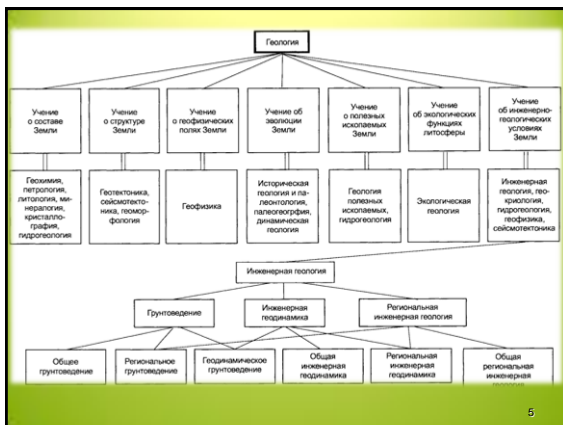 Геология
Учение
о составе
Земли
Учение
о структуре
Земли
Учение
о геофизических
полях Земли
Учение об
эволюции
Земли
Учение
о полезных
ископаемых
Земли
Учение
об экологических
функциях
литосферы
Учение
об инженерно-
геологических
условиях
Земли
Геохимия,
петрология,
литология, ми-
нералогия,
кристалло-
графия,
гидрогеология
Геотектоника,
сейсмотекто-
ника, геомор-
фология
Геофизика
Историческая
геология и па-
леонтология,
палеогеогрфия,
динамическая
геология
Геология
полезных
ископаемых,
гидрогеология
Экологическая
геология
Инженерная
геология, гео-
криология,
гидрогеология,
геофизика,
сейсмотектоника
Инженерная геология
Грунтоведение
Инженерная
геодинамика
Региональная
инженерная геология
Общее
грунтоведение
Региональное
грунтоведение
Геодинамическое
грунтоведение
Общая
инженерная
геодинамика
Региональная
инженерная
геодинамика
Общая
региональная
инженерная
геология
5